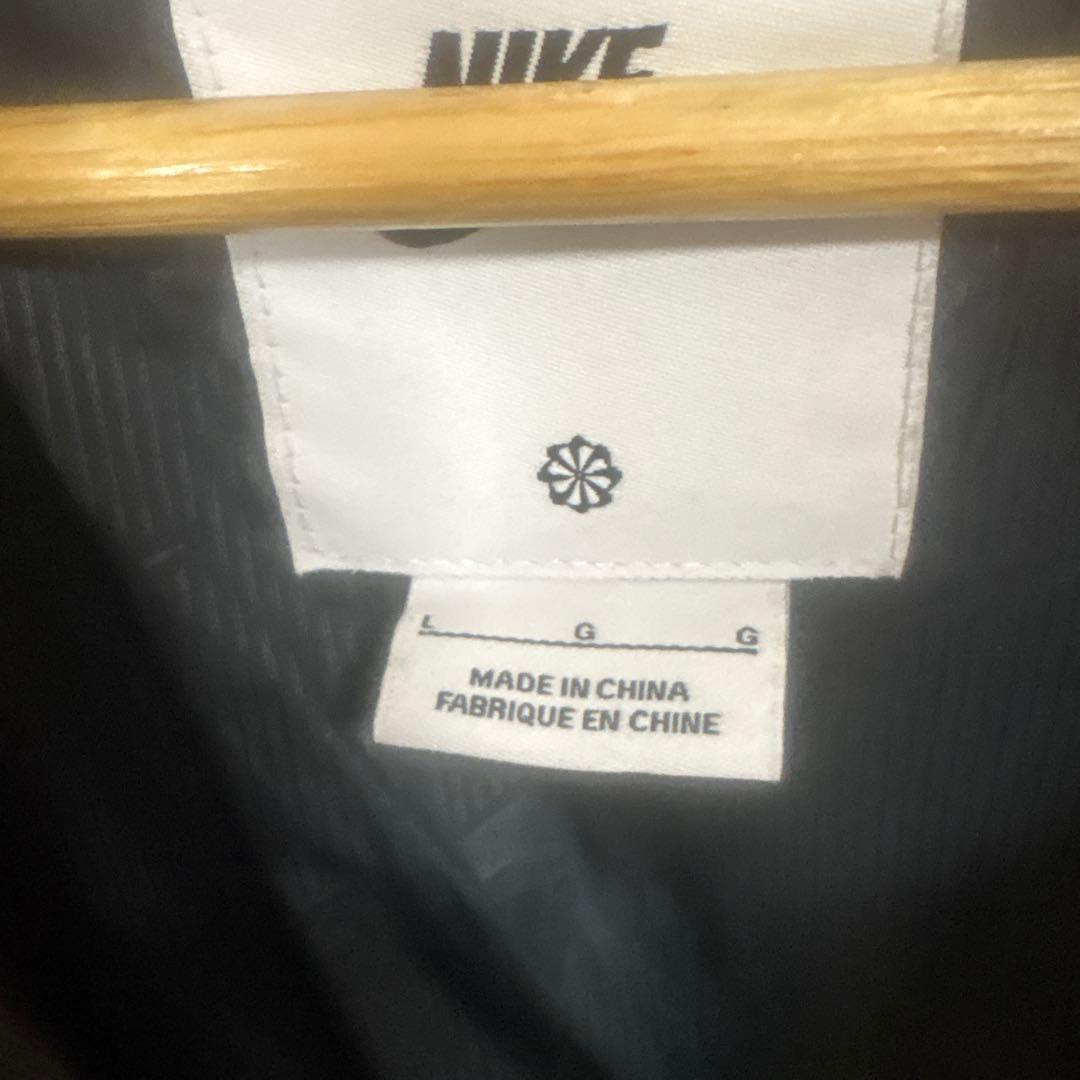 NIKE
L G G
MADE IN CHINA
FABRIQUE EN CHINE